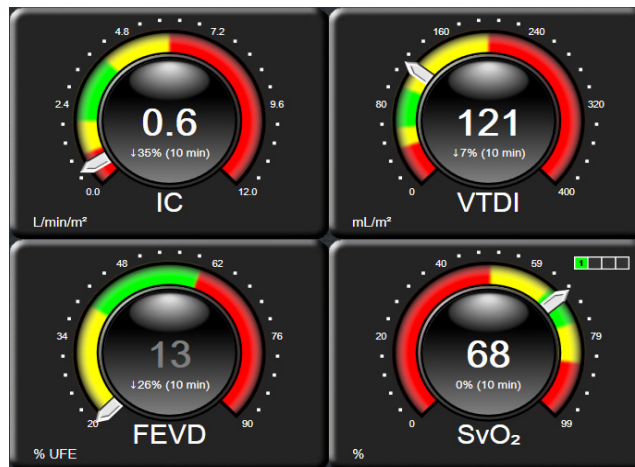 4.8 7.2
2.4 9.6
0.6
↓35% (10 min)
0.0 12.0
IC
L/min/m²
160 240
80 320
121
↓7% (10 min)
0 400
VTDI
mL/m²
48 62
34 76
13
↓26% (10 min)
20 90
FEVD
% UFE
40 59
1
20 79
68
0% (10 min)
0 99
SvO₂
%